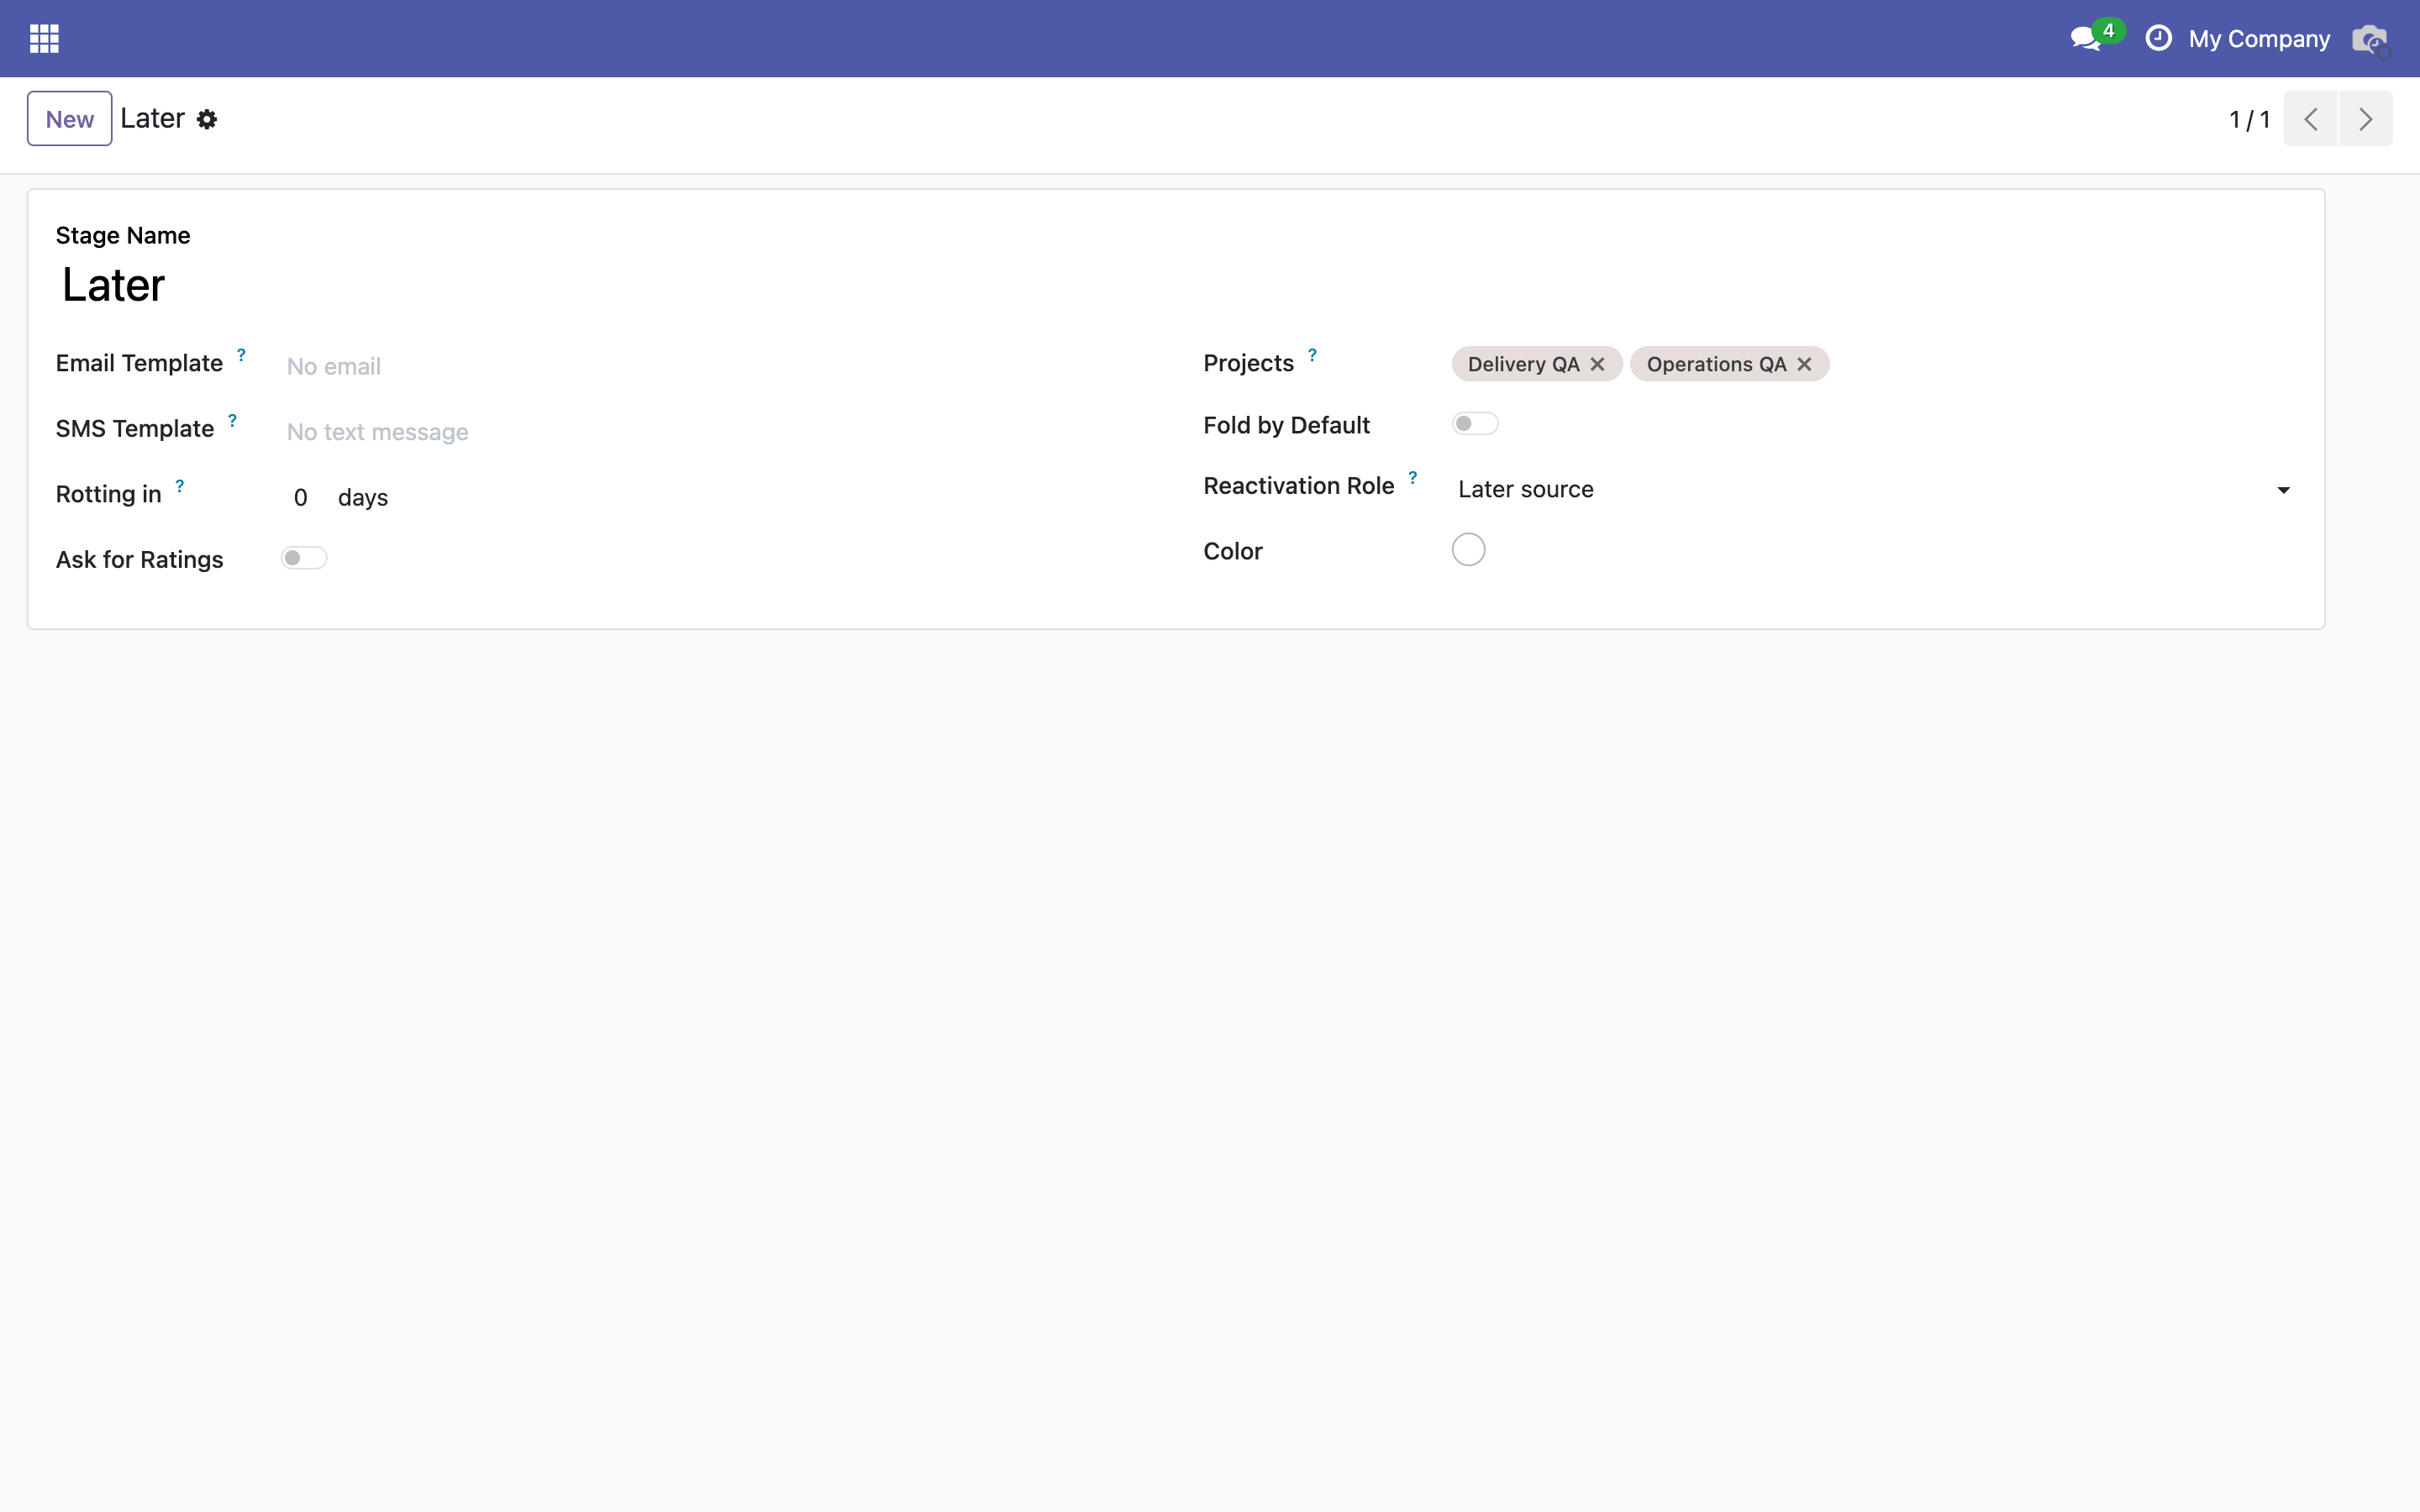 4 My Company
New Later 1 / 1
Stage Name
Later
Email Template ? No email
SMS Template ? No text message
Rotting in ? 0 days
Ask for Ratings
Projects ? Delivery QA Operations QA
Fold by Default
Reactivation Role ? Later source
Color